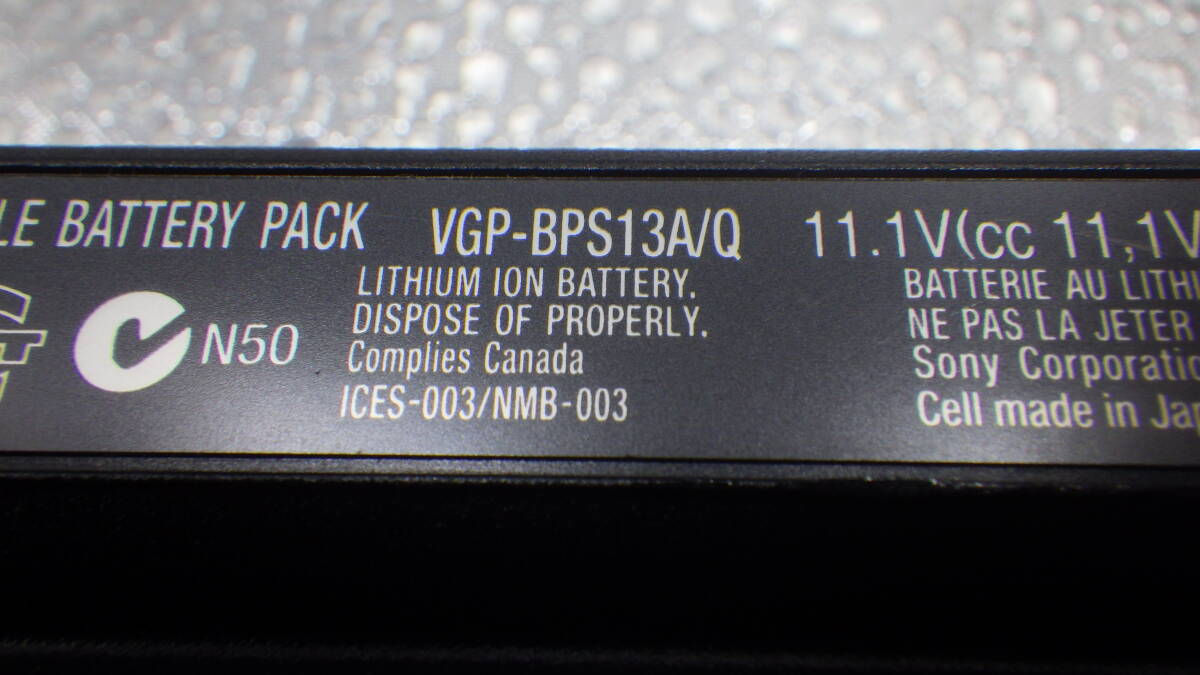 LE BATTERY PACK VGP-BPS13A/Q 11.1V(cc 11,1V
LITHIUM ION BATTERY.
DISPOSE OF PROPERLY.
Complies Canada
ICES-003/NMB-003
N50
BATTERIE AU LITHI
NE PAS LA JETER
Sony Corporatio
Cell made in Jap